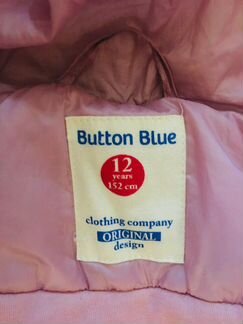 Button Blue
12
years
152 cm
clothing company
ORIGINAL
design